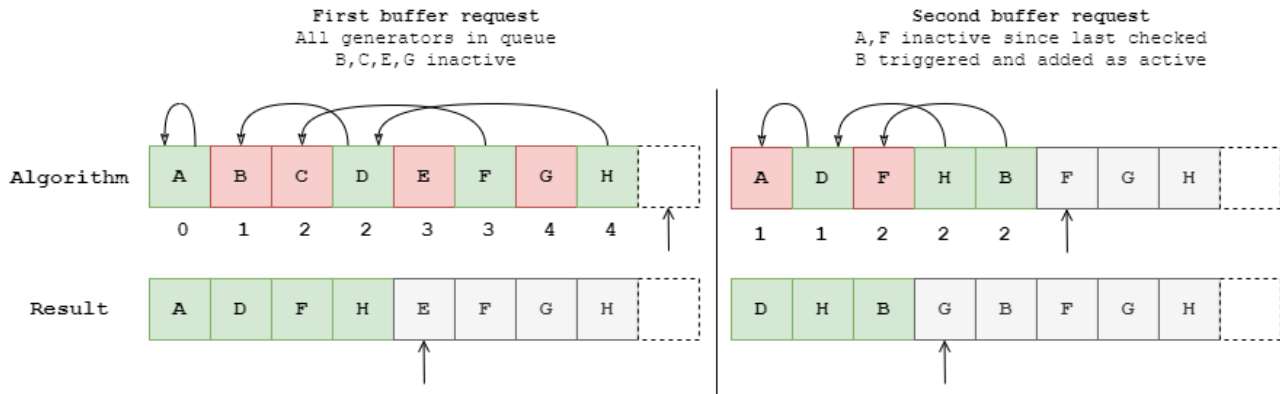 First buffer request
All generators in queue
B,C,E,G inactive
Second buffer request
A,F inactive since last checked
B triggered and added as active
Algorithm
A B C D E F G H
0 1 2 2 3 3 4 4
A D F H B F G H
1 1 2 2 2
Result
A D F H E F G H
D H B G B F G H